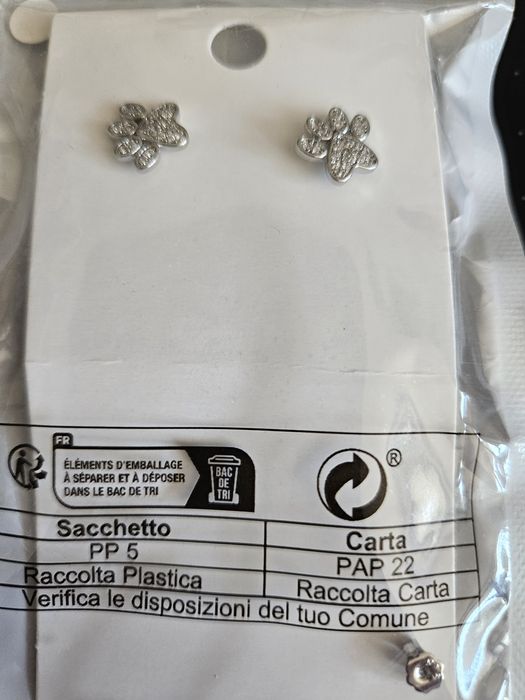 FR
ÉLÉMENTS D'EMBALLAGE
À SÉPARER ET À DÉPOSER
DANS LE BAC DE TRI
BAC
DE
TRI
®
Sacchetto
PP 5
Raccolta Plastica
Carta
PAP 22
Raccolta Carta
Verifica le disposizioni del tuo Comune